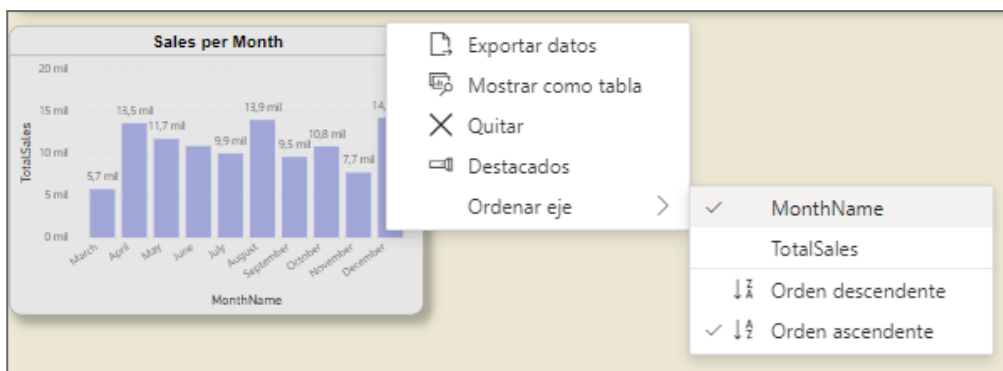 Sales per Month
20 mil
15 mil
10 mil
5 mil
0 mil
TotalSales
5,7 mil
13,5 mil
11,7 mil
9,9 mil
13,9 mil
9,5 mil
10,8 mil
7,7 mil
14,
March
April
May
June
July
August
September
October
November
December
MonthName
Exportar datos
Mostrar como tabla
Quitar
Destacados
Ordenar eje
MonthName
TotalSales
Orden descendente
Orden ascendente